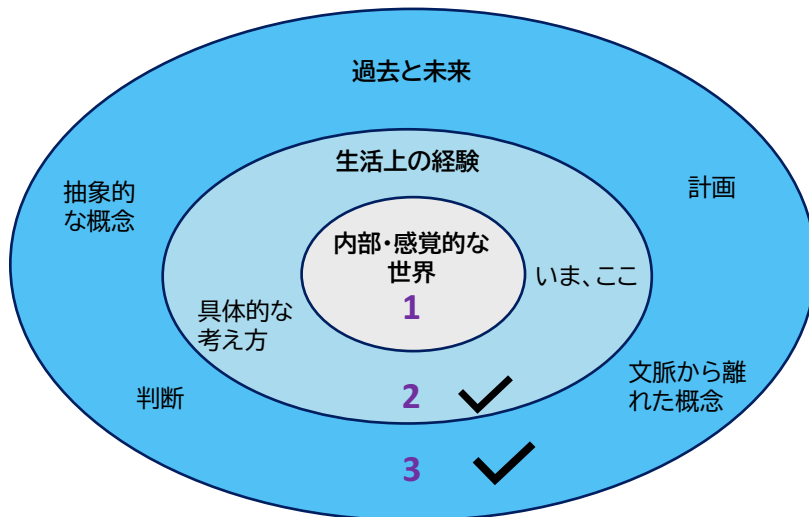 過去と未来
生活上の経験
抽象的
な概念
計画
内部・感覚的な
世界
いま、ここ
1
具体的な
考え方
判断
2
文脈から離
れた概念
3